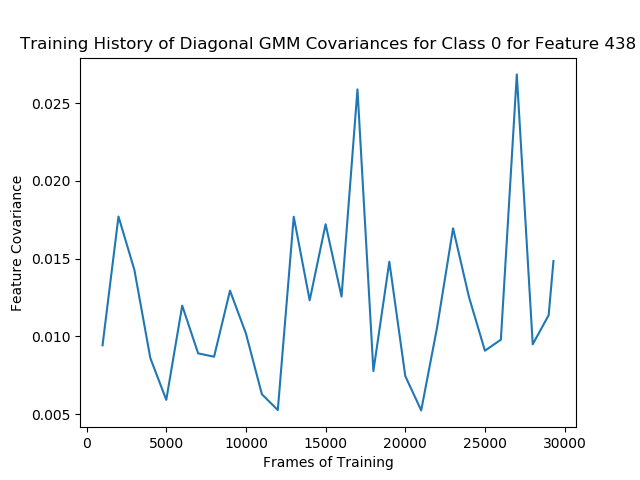 Training History of Diagonal GMM Covariances for Class 0 for Feature 438
0.025
0.020
0.015
0.010
0.005
Feature Covariance
0 5000 10000 15000 20000 25000 30000
Frames of Training